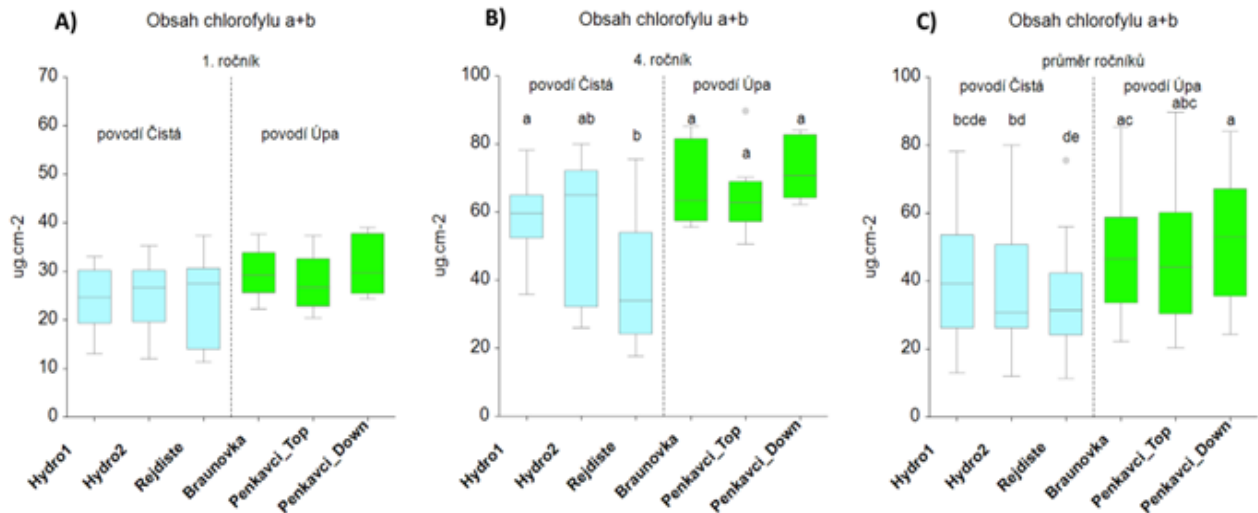 A)
Obsah chlorofylu a+b
1. ročník
povodí Čistá
povodí Úpa
ug.cm-2
70
60
50
40
30
20
10
0
Hydro1
Hydro2
Rejdiste
Braunovka
Penkavci_Top
Penkavci_Down
B)
Obsah chlorofylu a+b
4. ročník
povodí Čistá
povodí Úpa
a
ab
b
a
a
a
ug.cm-2
100
80
60
40
20
0
Hydro1
Hydro2
Rejdiste
Braunovka
Penkavci_Top
Penkavci_Down
C)
Obsah chlorofylu a+b
průměr ročníků
povodí Čistá
povodí Úpa
bcde
bd
de
ac
abc
a
ug.cm-2
100
80
60
40
20
0
Hydro1
Hydro2
Rejdiste
Braunovka
Penkavci_Top
Penkavci_Down